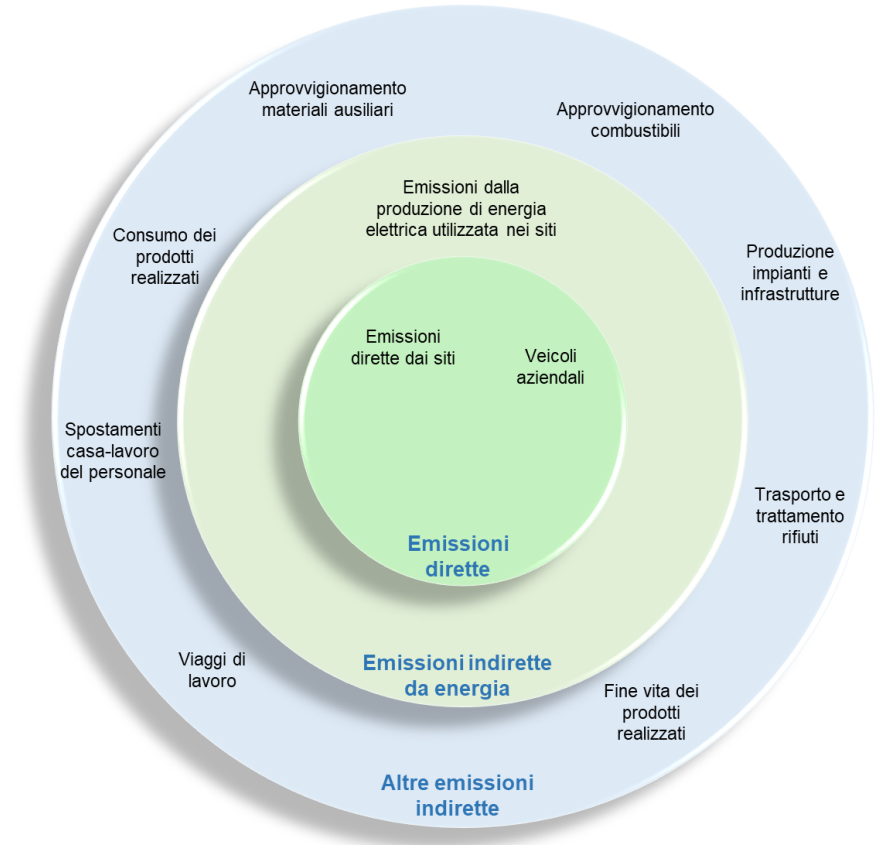 Approvvigionamento
materiali ausiliari
Approvvigionamento
combustibili
Emissioni dalla
produzione di energia
elettrica utilizzata nei siti
Consumo dei
prodotti
realizzati
Produzione
impianti e
infrastrutture
Emissioni
dirette dai siti
Veicoli
aziendali
Spostamenti
casa-lavoro
del personale
Trasporto e
trattamento
rifiuti
Emissioni
dirette
Viaggi di
lavoro
Emissioni indirette
da energia
Fine vita dei
prodotti
realizzati
Altre emissioni
indirette